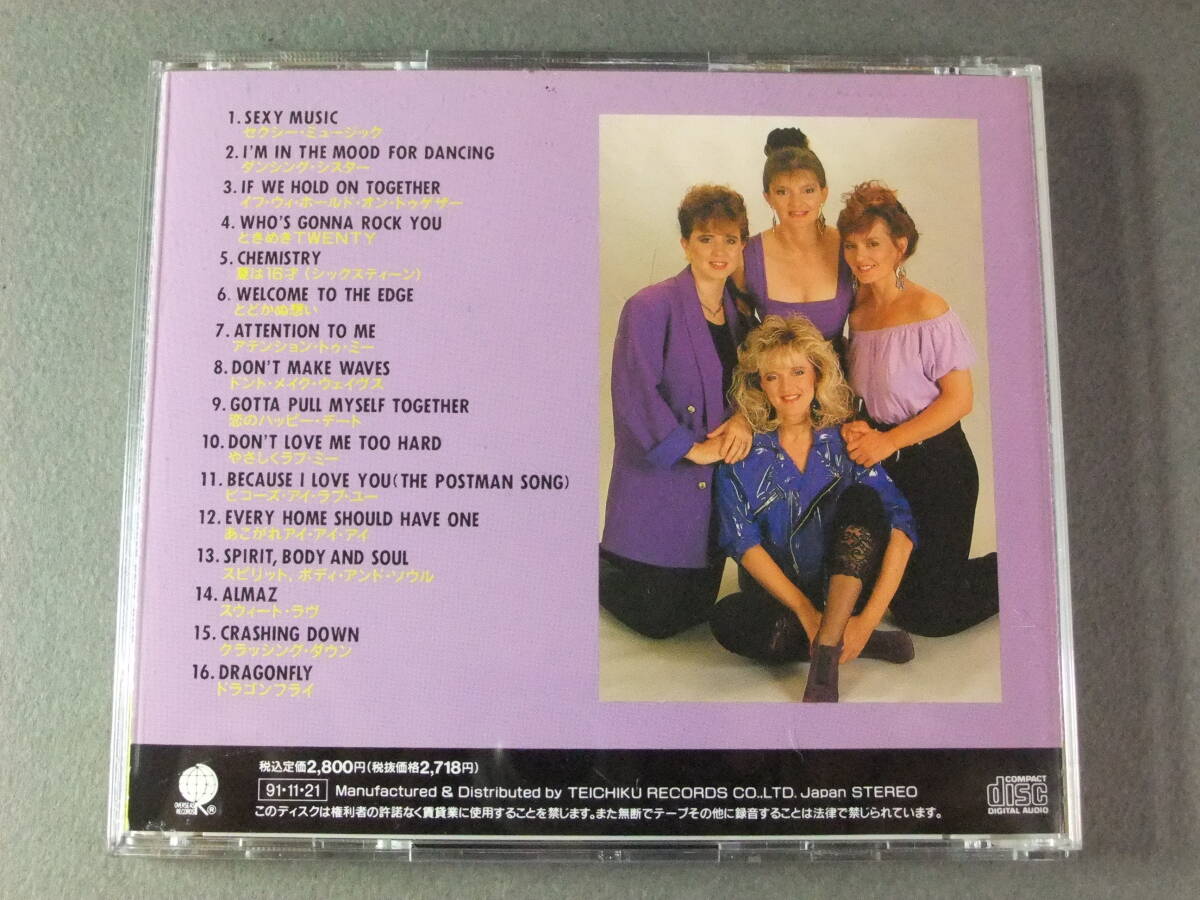 1. SEXY MUSIC
セクシー・ミュージック
2. I'M IN THE MOOD FOR DANCING
ダンシング・シスター
3. IF WE HOLD ON TOGETHER
イフ・ウィ・ホールド・オン・トゥゲザー
4. WHO'S GONNA ROCK YOU
ときめきTWENTY
5. CHEMISTRY
夏は16才(シックスティーン)
6. WELCOME TO THE EDGE
とどかぬ想い
7. ATTENTION TO ME
アテンション・トゥ・ミー
8. DON'T MAKE WAVES
ドント・メイク・ウェイヴス
9. GOTTA PULL MYSELF TOGETHER
恋のハッピー・デート
10. DON'T LOVE ME TOO HARD
やさしくラブ・ミー
11. BECAUSE I LOVE YOU(THE POSTMAN SONG)
ビコーズ・アイ・ラブ・ユー
12. EVERY HOME SHOULD HAVE ONE
あこがれアイ・アイ・アイ
13. SPIRIT, BODY AND SOUL
スピリット, ボディ・アンド・ソウル
14. ALMAZ
スウィート・ラヴ
15. CRASHING DOWN
クラッシング・ダウン
16. DRAGONFLY
ドラゴンフライ
税込定価2,800円(税抜価格2,718円)
OVERSEAS RECORDS ®
91・11・21 Manufactured & Distributed by TEICHIKU RECORDS CO.,LTD. Japan STEREO
このディスクは権利者の許諾なく賃貸業に使用することを禁じます。また無断でテープその他に録音することは法律で禁じられています。
COMPACT
disc
DIGITAL AUDIO